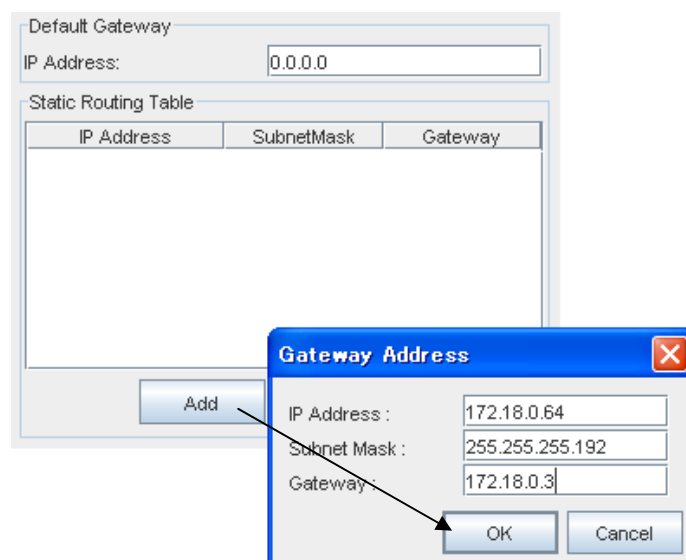 Default Gateway
IP Address: 0.0.0.0
Static Routing Table
IP Address SubnetMask Gateway
Add
Gateway Address
IP Address : 172.18.0.64
Subnet Mask : 255.255.255.192
Gateway : 172.18.0.3
OK Cancel